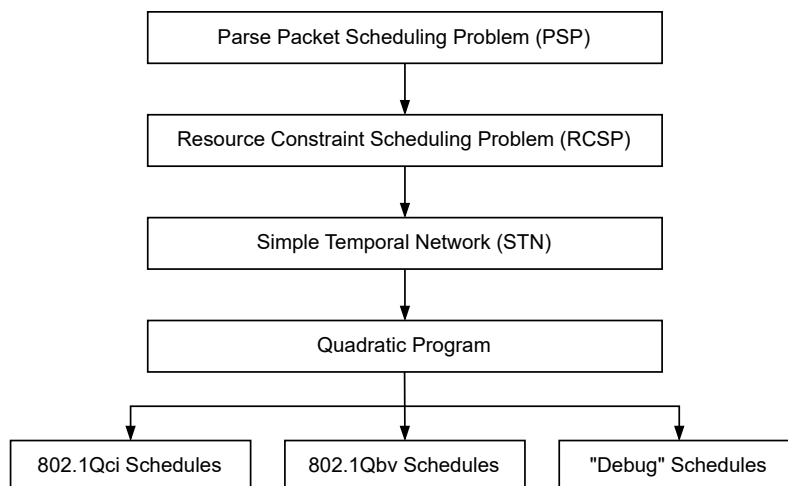 Parse Packet Scheduling Problem (PSP)
Resource Constraint Scheduling Problem (RCSP)
Simple Temporal Network (STN)
Quadratic Program
802.1Qci Schedules
802.1Qbv Schedules
"Debug" Schedules